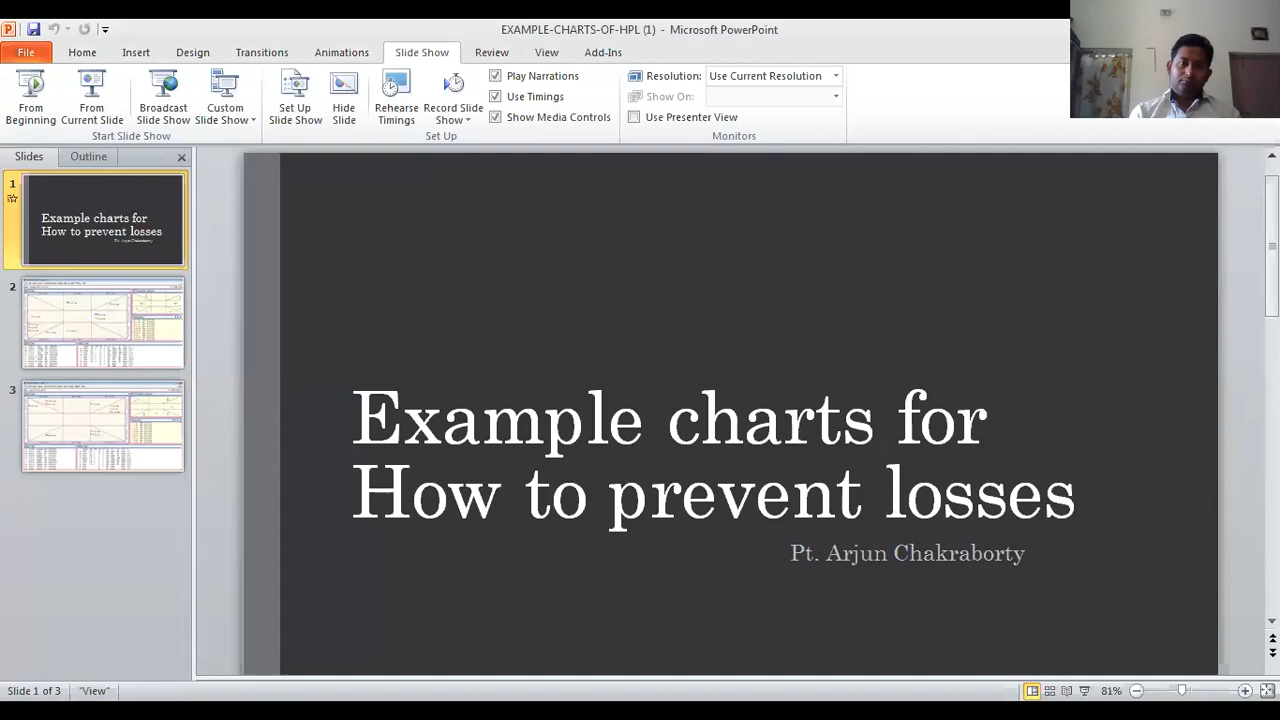 EXAMPLE-CHARTS-OF-HPL (1) - Microsoft PowerPoint
File Home Insert Design Transitions Animations Slide Show Review View Add-Ins
From Beginning
From Current Slide
Broadcast Slide Show
Custom Slide Show
Start Slide Show
Set Up Slide Show
Hide Slide
Rehearse Timings
Record Slide Show
Play Narrations
Use Timings
Show Media Controls
Set Up
Resolution: Use Current Resolution
Show On:
Use Presenter View
Monitors
Slides Outline
1
Example charts for
How to prevent losses
Pt. Arjun Chakraborty
2
3
Example charts for
How to prevent losses
Pt. Arjun Chakraborty
Slide 1 of 3 "View" 81%